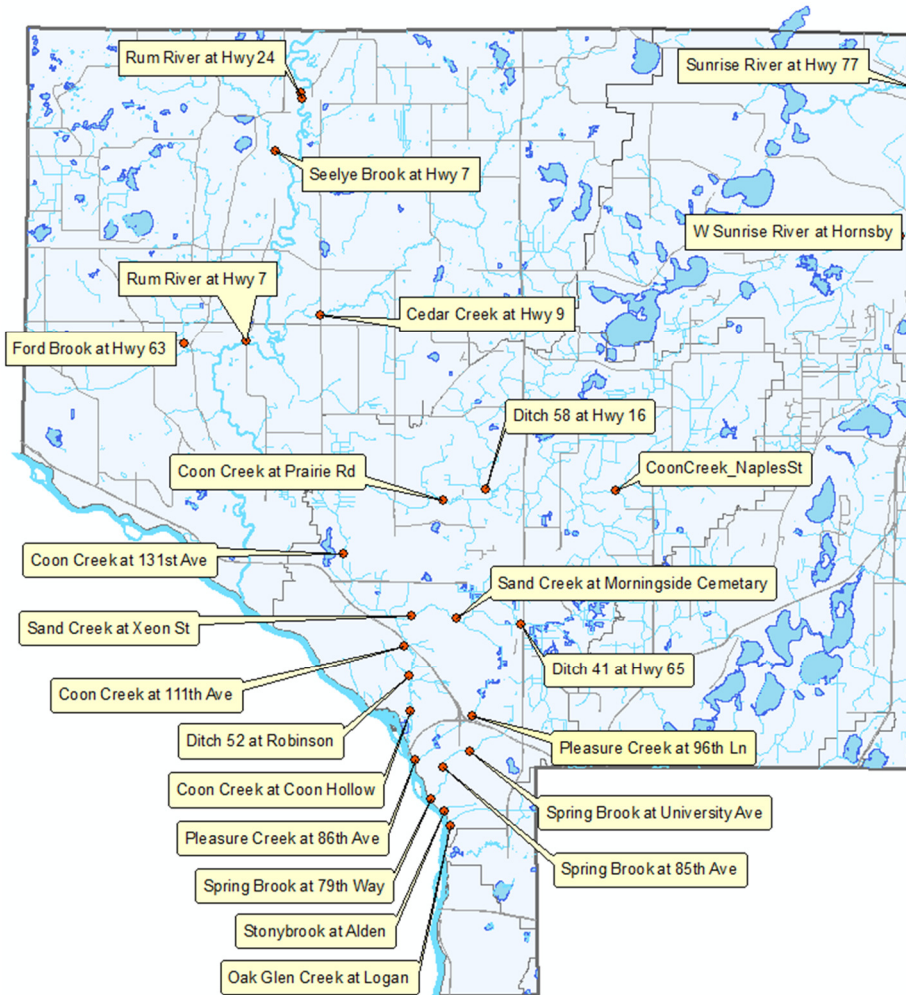 Rum River at Hwy 24
Sunrise River at Hwy 77
Seelye Brook at Hwy 7
W Sunrise River at Hornsby
Rum River at Hwy 7
Cedar Creek at Hwy 9
Ford Brook at Hwy 63
Ditch 58 at Hwy 16
Coon Creek at Prairie Rd
CoonCreek_NaplesSt
Coon Creek at 131st Ave
Sand Creek at Morningside Cemetary
Sand Creek at Xeon St
Ditch 41 at Hwy 65
Coon Creek at 111th Ave
Ditch 52 at Robinson
Pleasure Creek at 96th Ln
Coon Creek at Coon Hollow
Spring Brook at University Ave
Pleasure Creek at 86th Ave
Spring Brook at 85th Ave
Spring Brook at 79th Way
Stonybrook at Alden
Oak Glen Creek at Logan